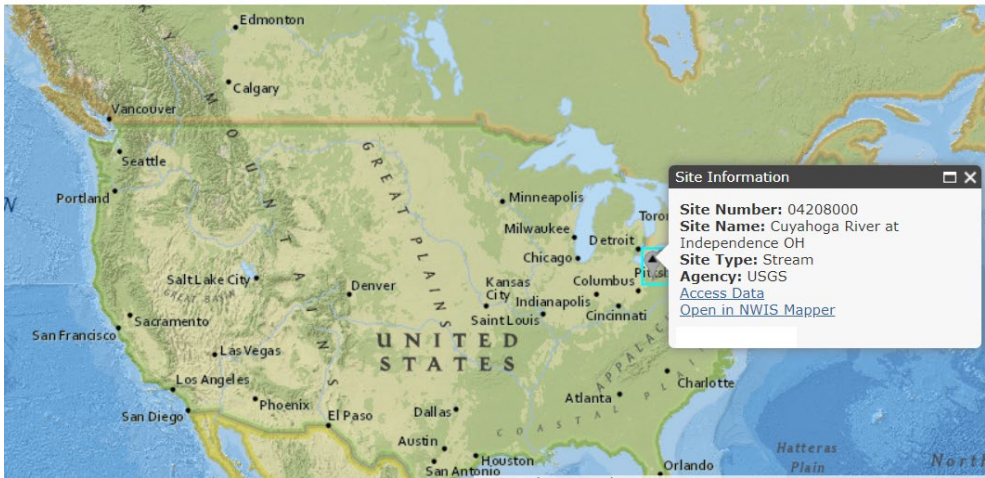 Edmonton
Calgary
Vancouver
Seattle
Portland
Minneapolis
Milwaukee
Detroit
Chicago
Columbus
Kansas
City
Indianapolis
Cincinnati
Saint Louis
Salt Lake City
GREAT BASIN
Denver
GREAT PLAINS
San Francisco
Sacramento
Las Vegas
UNITED
STATES
Los Angeles
Phoenix
San Diego
El Paso
Dallas
Austin
San Antonio
Houston
Atlanta
Charlotte
Orlando
COASTAL PLAIN
Hatteras
Plain
Site Information
Site Number: 04208000
Site Name: Cuyahoga River at
Independence OH
Site Type: Stream
Agency: USGS
Access Data
Open in NWIS Mapper